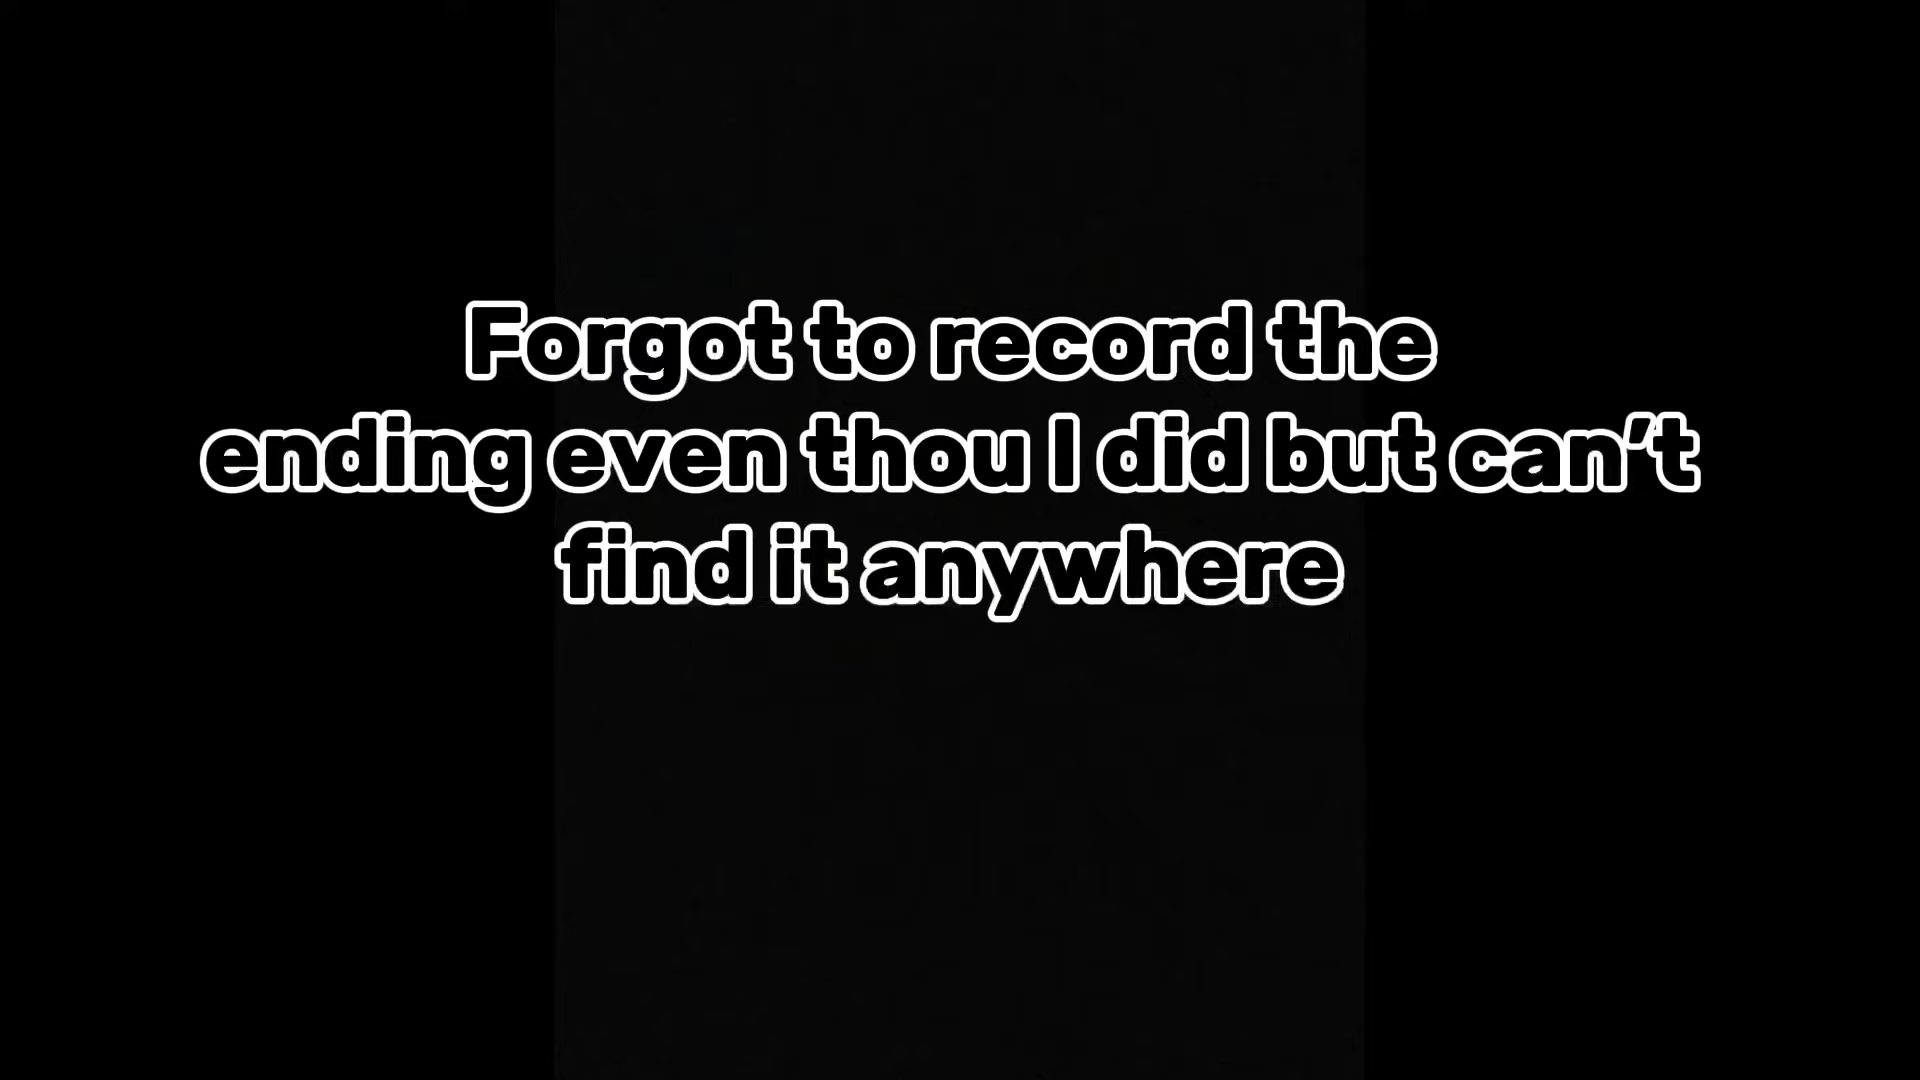 Forgot to record the
ending even thou I did but can't
find it anywhere